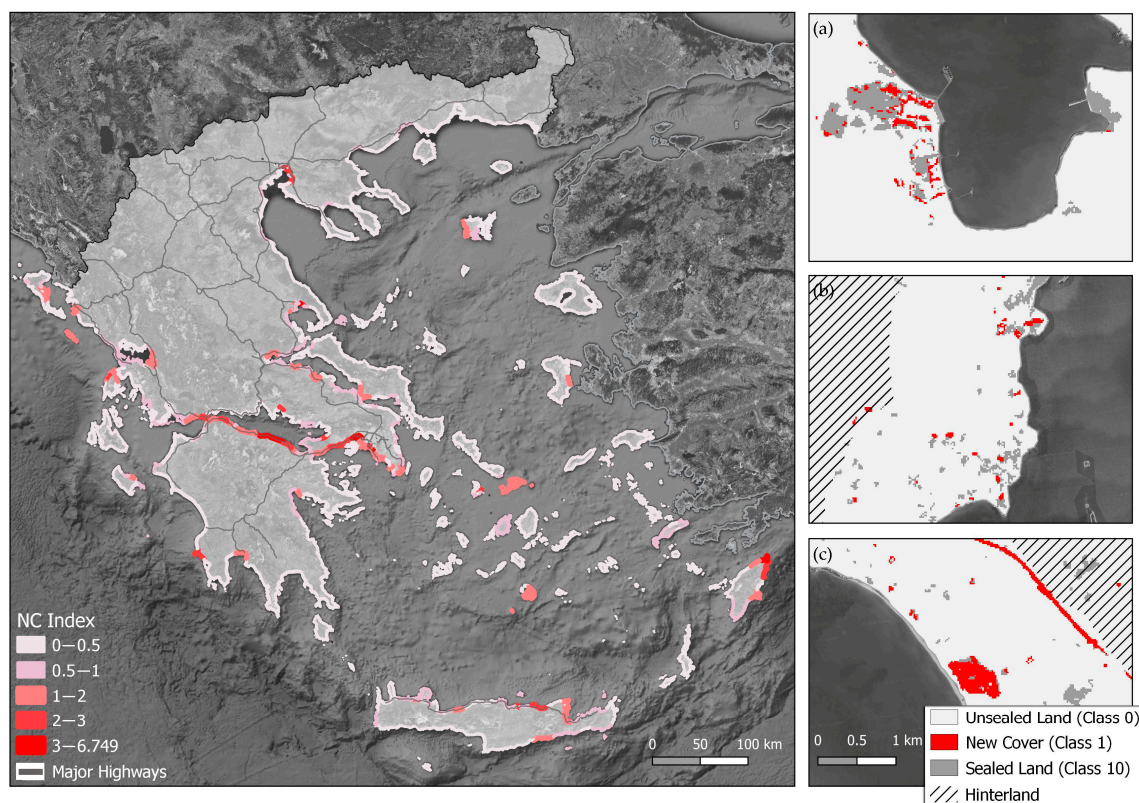 NC Index
0—0.5
0.5—1
1—2
2—3
3—6.749
Major Highways
0 50 100 km
(a)
(b)
(c)
0 0.5 1 km
Unsealed Land (Class 0)
New Cover (Class 1)
Sealed Land (Class 10)
Hinterland